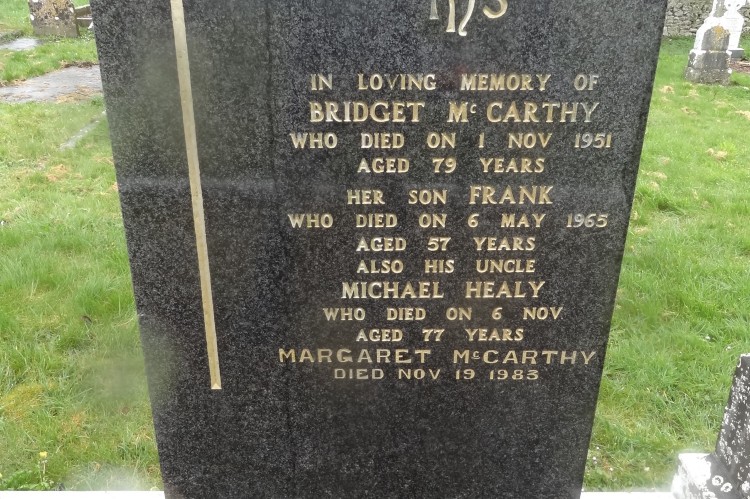 IHS
IN LOVING MEMORY OF
BRIDGET McCARTHY
WHO DIED ON 1 NOV 1951
AGED 79 YEARS
HER SON FRANK
WHO DIED ON 6 MAY 1965
AGED 57 YEARS
ALSO HIS UNCLE
MICHAEL HEALY
WHO DIED ON 6 NOV
AGED 77 YEARS
MARGARET McCARTHY
DIED NOV 19 1983